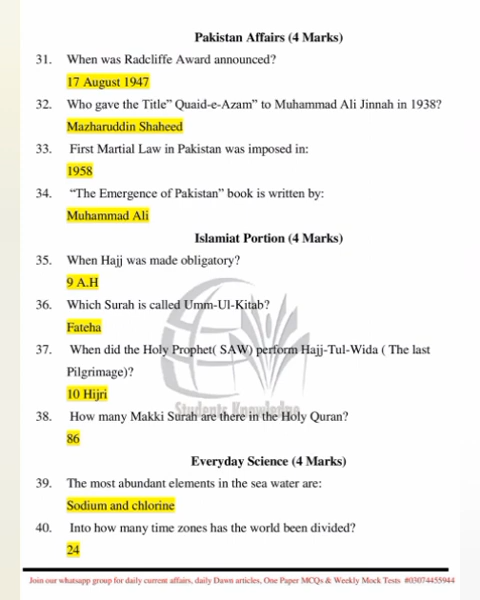 Pakistan Affairs (4 Marks)
31. When was Radcliffe Award announced?
17 August 1947
32. Who gave the Title” Quaid-e-Azam” to Muhammad Ali Jinnah in 1938?
Mazharuddin Shaheed
33. First Martial Law in Pakistan was imposed in:
1958
34. “The Emergence of Pakistan” book is written by:
Muhammad Ali
Islamiat Portion (4 Marks)
35. When Hajj was made obligatory?
9 A.H
36. Which Surah is called Umm-Ul-Kitab?
Fateha
37. When did the Holy Prophet( SAW) perform Hajj-Tul-Wida ( The last
Pilgrimage)?
10 Hijri
Students Knowledge
38. How many Makki Surah are there in the Holy Quran?
86
Everyday Science (4 Marks)
39. The most abundant elements in the sea water are:
Sodium and chlorine
40. Into how many time zones has the world been divided?
24
Join our whatsapp group for daily current affairs, daily Dawn articles, One Paper MCQs & Weekly Mock Tests #03074455944